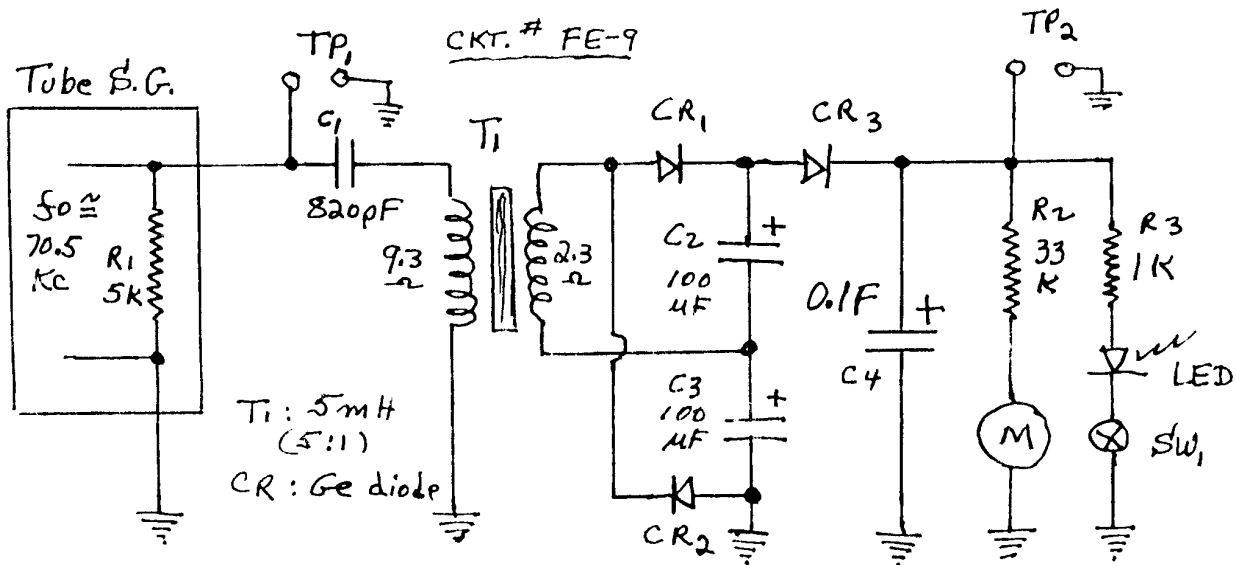 CKT. # FE-9
TP1
TP2
Tube S.G.
C1
820pF
T1
CR1
CR3
fo ≅
70.5
Kc
R1
5K
9.3
Ω
2.3
Ω
C2
100
μF
+
0.1F
+
C4
R2
33
K
R3
1K
LED
C3
100
μF
+
M
SW1
T1: 5mH
(5:1)
CR: Ge diode
CR2